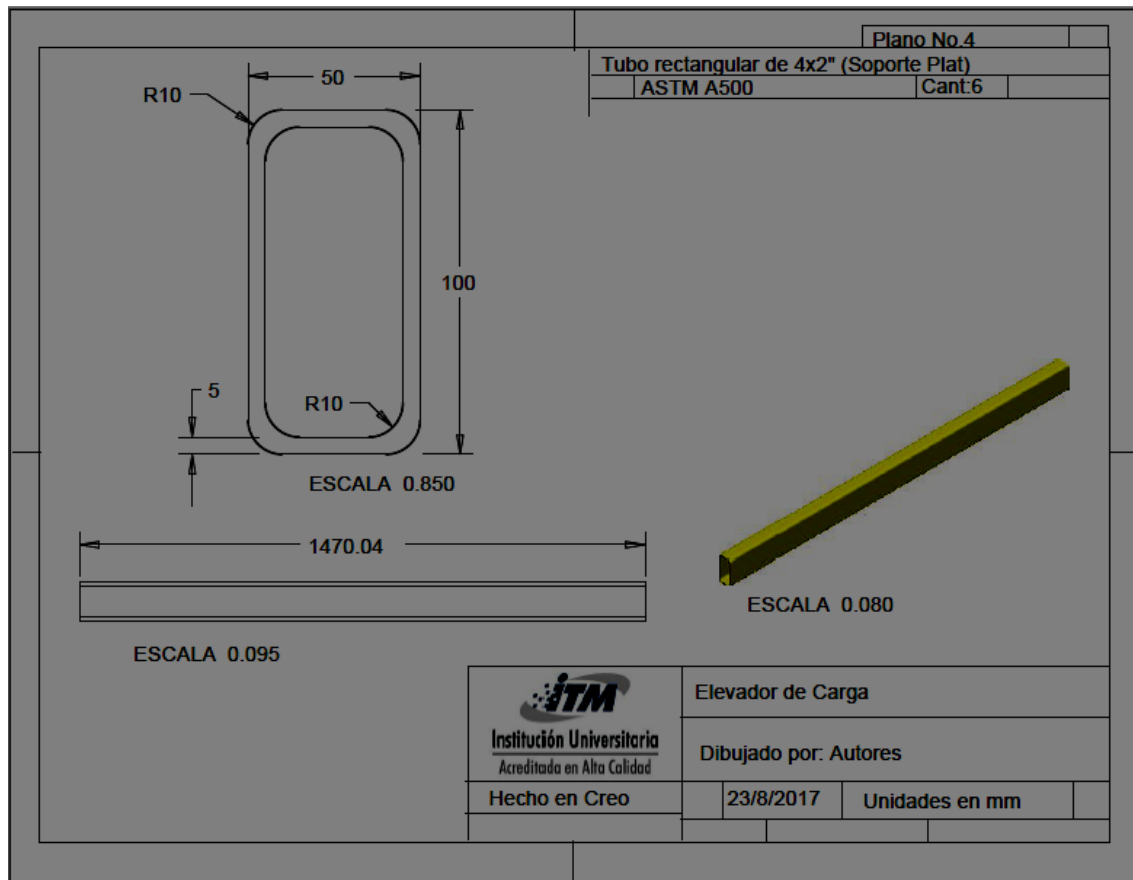 Plano No.4
Tubo rectangular de 4x2" (Soporte Plat)
ASTM A500 Cant:6
50
R10
100
5
R10
ESCALA 0.850
1470.04
ESCALA 0.095
ESCALA 0.080
iTM
Institución Universitaria
Acreditada en Alta Calidad
Elevador de Carga
Dibujado por: Autores
Hecho en Creo 23/8/2017 Unidades en mm